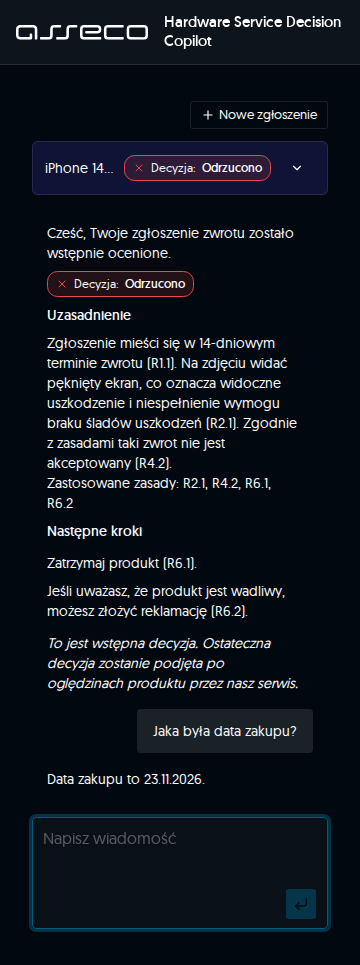 asseco
Hardware Service Decision
Copilot
Nowe zgłoszenie
iPhone 14...
Decyzja: Odrzucono
Cześć, Twoje zgłoszenie zwrotu zostało
wstępnie ocenione.
Decyzja: Odrzucono
Uzasadnienie
Zgłoszenie mieści się w 14-dniowym
terminie zwrotu (R1.1). Na zdjęciu widać
pęknięty ekran, co oznacza widoczne
uszkodzenie i niespełnienie wymogu
braku śladów uszkodzeń (R2.1). Zgodnie
z zasadami taki zwrot nie jest
akceptowany (R4.2).
Zastosowane zasady: R2.1, R4.2, R6.1,
R6.2
Następne kroki
Zatrzymaj produkt (R6.1).
Jeśli uważasz, że produkt jest wadliwy,
możesz złożyć reklamację (R6.2).
To jest wstępna decyzja. Ostateczna
decyzja zostanie podjęta po
oględzinach produktu przez nasz serwis.
Jaka była data zakupu?
Data zakupu to 23.11.2026.
Napisz wiadomość